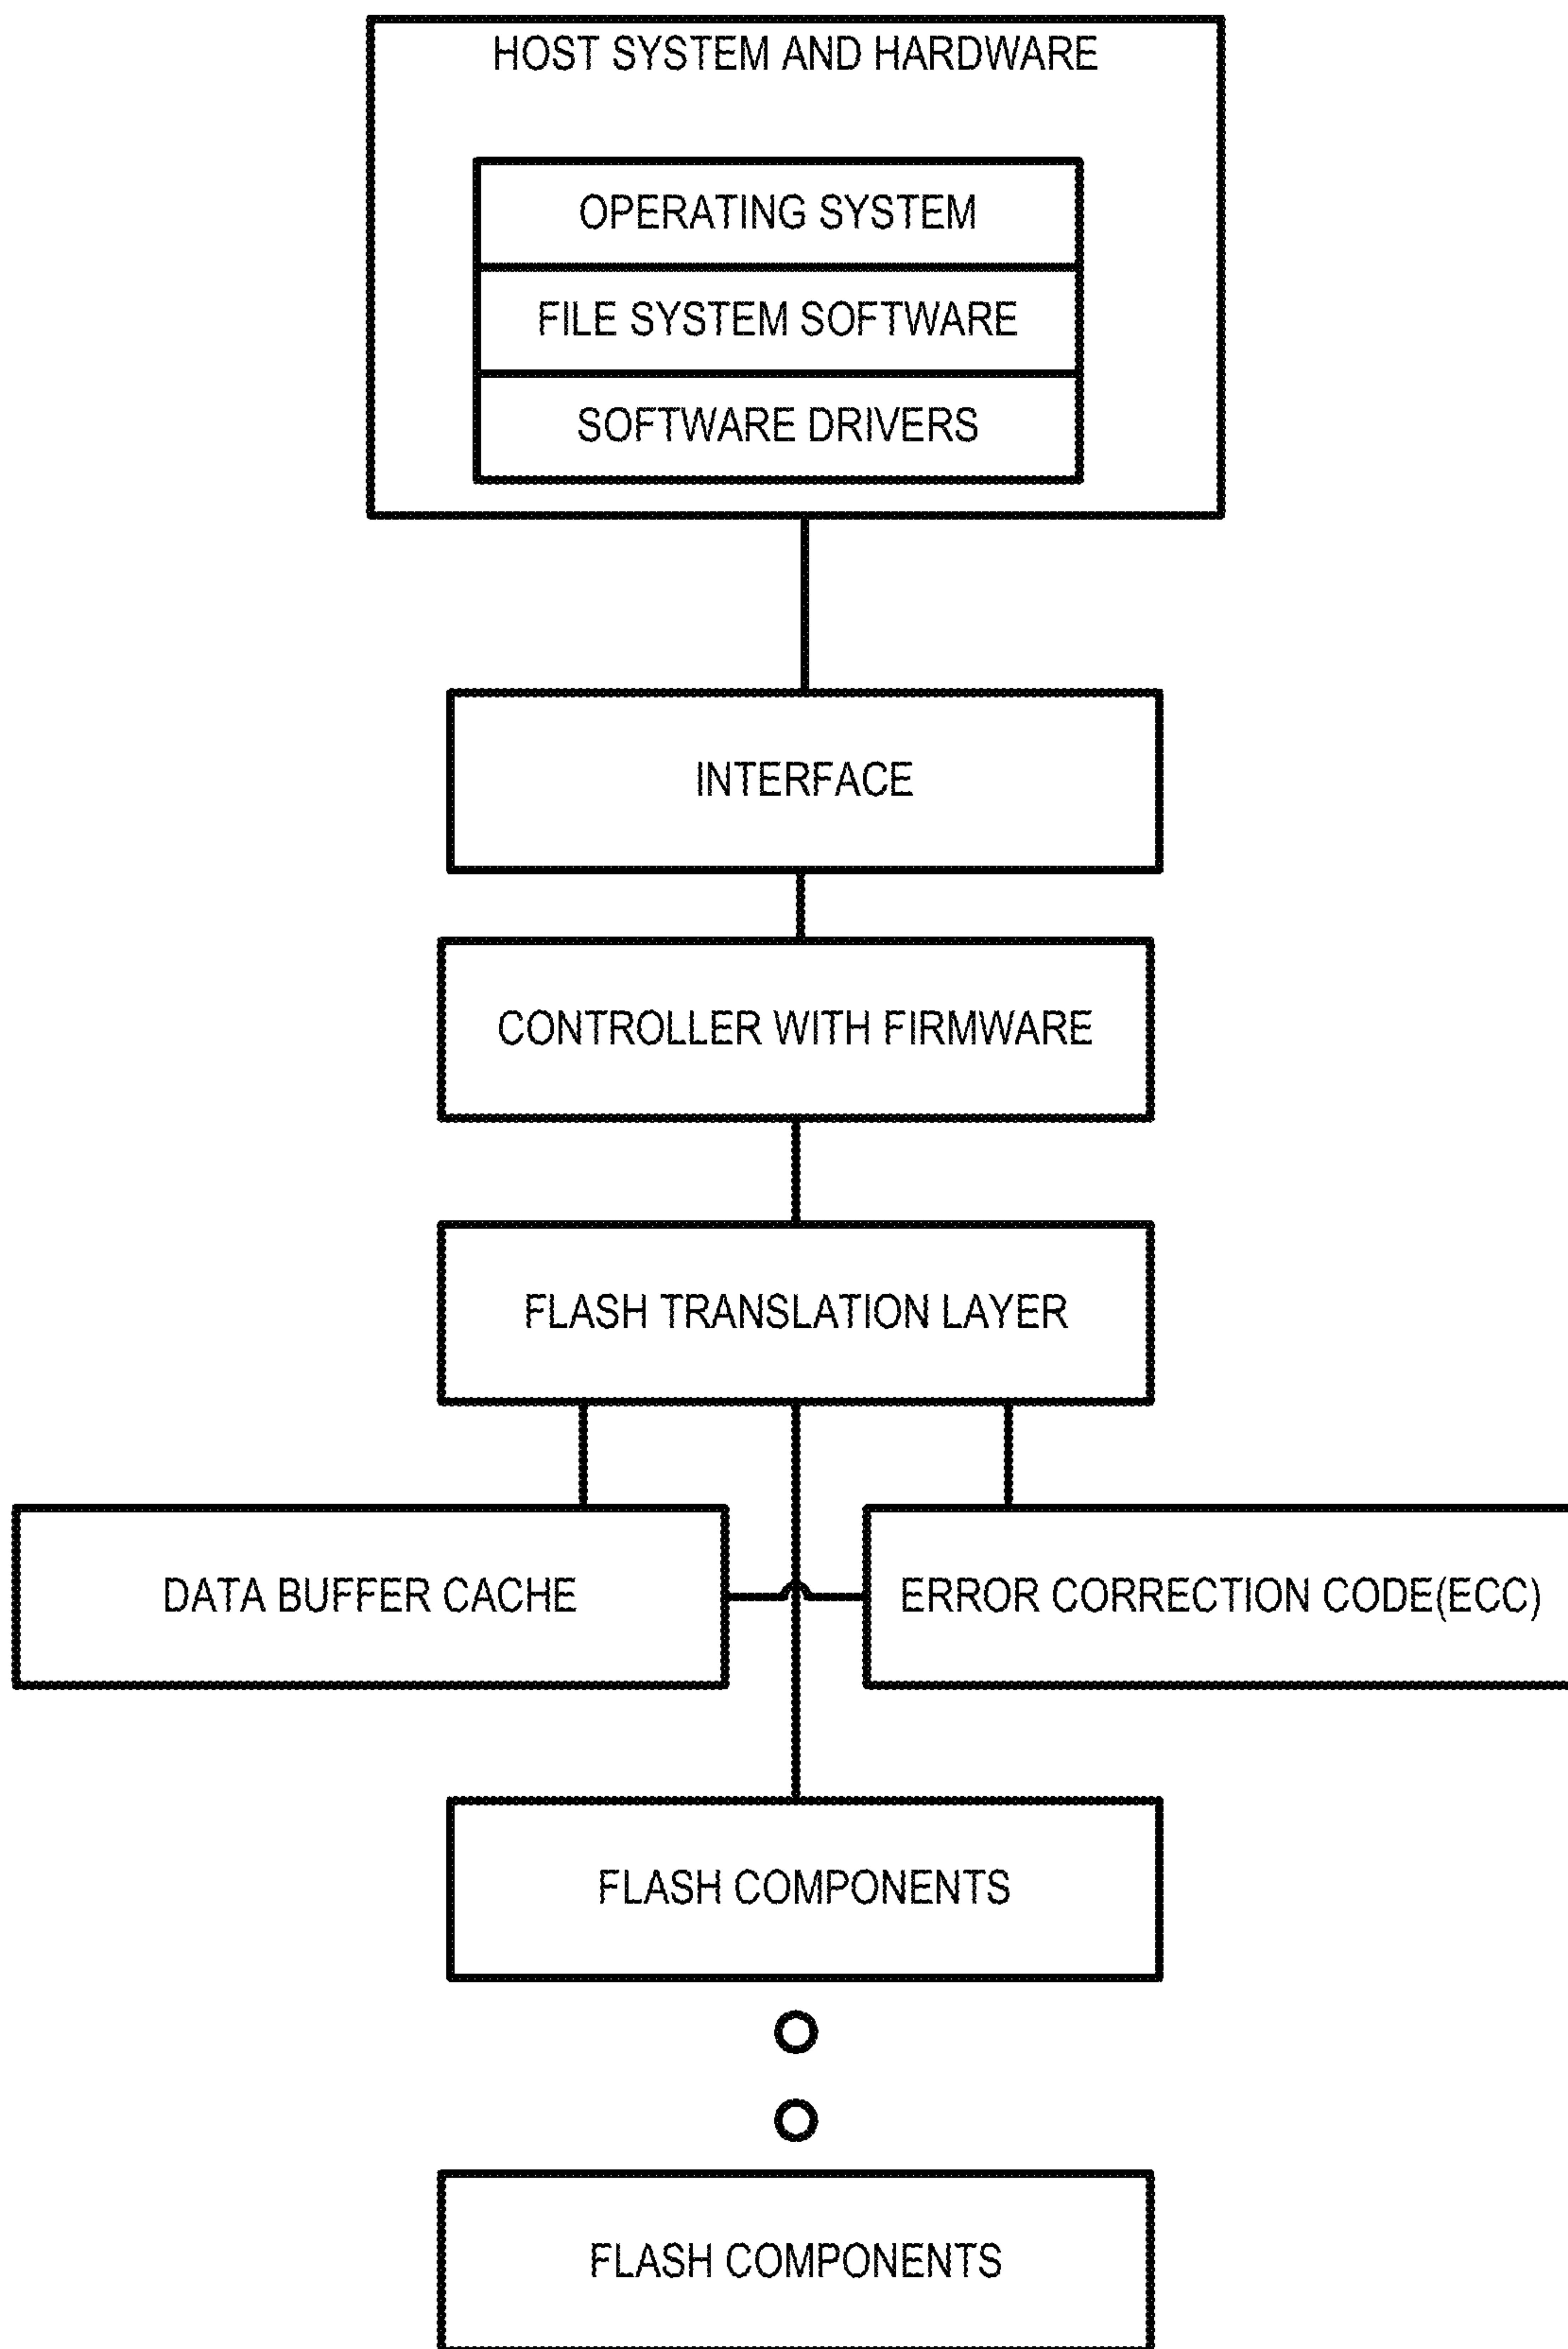 HOST SYSTEM AND HARDWARE
OPERATING SYSTEM
FILE SYSTEM SOFTWARE
SOFTWARE DRIVERS
INTERFACE
CONTROLLER WITH FIRMWARE
FLASH TRANSLATION LAYER
DATA BUFFER CACHE
ERROR CORRECTION CODE(ECC)
FLASH COMPONENTS
FLASH COMPONENTS